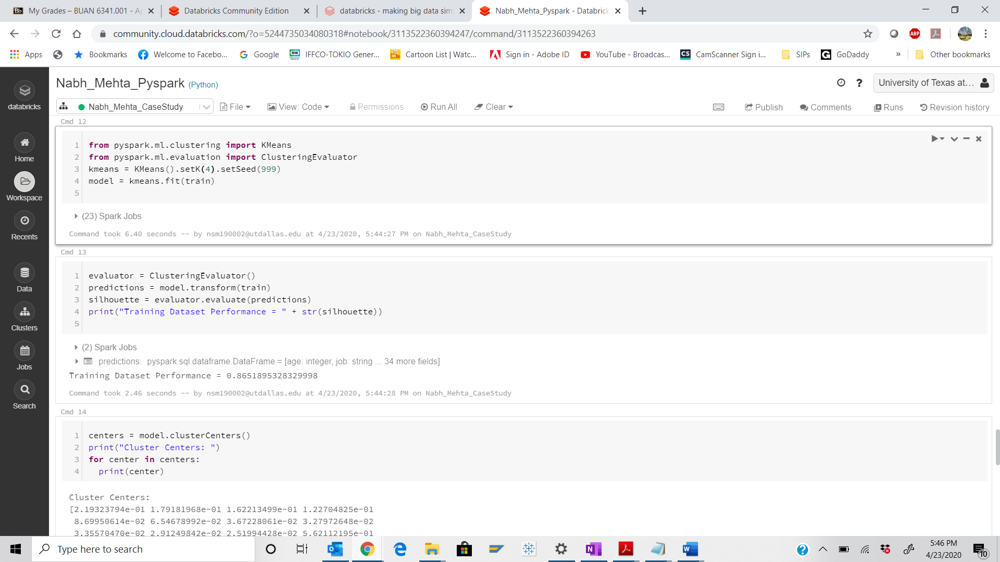 My Grades – BUAN 6341.001 - Ap
Databricks Community Edition
databricks - making big data sim
Nabh_Mehta_Pyspark - Databrick
community.cloud.databricks.com/?o=5244735034080318#notebook/3113522360394247/command/3113522360394263
ABP
Apps
Bookmarks
Welcome to Facebo...
Google
IFFCO-TOKIO Gener...
Cartoon List | Watc...
Sign in - Adobe ID
YouTube - Broadcas...
CS
CamScanner Sign i...
SIPs
GoDaddy
»
Other bookmarks
Nabh_Mehta_Pyspark (Python)
University of Texas at...
Nabh_Mehta_CaseStudy
File
View: Code
Permissions
Run All
Clear
Publish
Comments
Runs
Revision history
databricks
Home
Workspace
Recents
Data
Clusters
Jobs
Search
Cmd 12
1 from pyspark.ml.clustering import KMeans
2 from pyspark.ml.evaluation import ClusteringEvaluator
3 kmeans = KMeans().setK(4).setSeed(999)
4 model = kmeans.fit(train)
5
(23) Spark Jobs
Command took 6.40 seconds -- by nsm190002@utdallas.edu at 4/23/2020, 5:44:27 PM on Nabh_Mehta_CaseStudy
Cmd 13
1 evaluator = ClusteringEvaluator()
2 predictions = model.transform(train)
3 silhouette = evaluator.evaluate(predictions)
4 print("Training Dataset Performance = " + str(silhouette))
5
(2) Spark Jobs
predictions: pyspark.sql.dataframe.DataFrame = [age: integer, job: string ... 34 more fields]
Training Dataset Performance = 0.8651895328329998
Command took 2.46 seconds -- by nsm190002@utdallas.edu at 4/23/2020, 5:44:28 PM on Nabh_Mehta_CaseStudy
Cmd 14
1 centers = model.clusterCenters()
2 print("Cluster Centers: ")
3 for center in centers:
4   print(center)
Cluster Centers:
[2.19323794e-01 1.79181968e-01 1.62213499e-01 1.22704825e-01
8.69950614e-02 6.54678992e-02 3.67228061e-02 3.27972648e-02
3.35570470e-02 2.91249842e-02 2.51994428e-02 5.62112195e-01
Type here to search
5:46 PM
4/23/2020
10